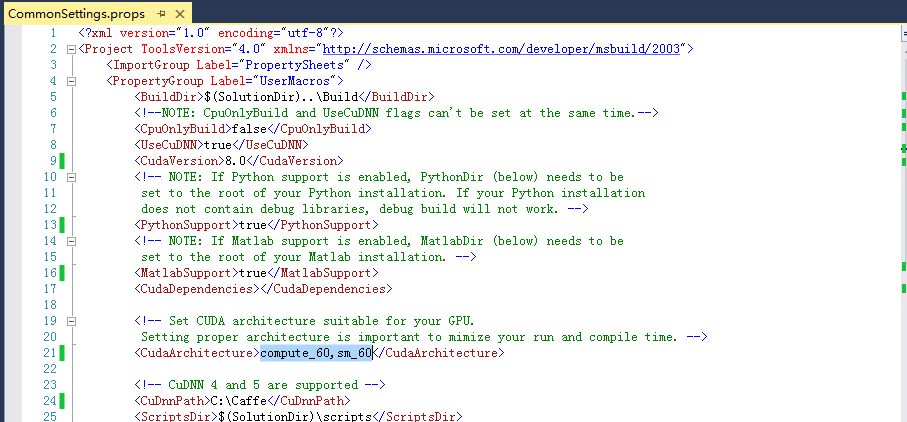 CommonSettings.props
1 <?xml version="1.0" encoding="utf-8"?>
2 <Project ToolsVersion="4.0" xmlns="http://schemas.microsoft.com/developer/msbuild/2003">
3 <ImportGroup Label="PropertySheets" />
4 <PropertyGroup Label="UserMacros">
5 <BuildDir>$(SolutionDir)..\Build</BuildDir>
6 <!--NOTE: CpuOnlyBuild and UseCuDNN flags can't be set at the same time.-->
7 <CpuOnlyBuild>false</CpuOnlyBuild>
8 <UseCuDNN>true</UseCuDNN>
9 <CudaVersion>8.0</CudaVersion>
10 <!-- NOTE: If Python support is enabled, PythonDir (below) needs to be
11 set to the root of your Python installation. If your Python installation
12 does not contain debug libraries, debug build will not work. -->
13 <PythonSupport>true</PythonSupport>
14 <!-- NOTE: If Matlab support is enabled, MatlabDir (below) needs to be
15 set to the root of your Matlab installation. -->
16 <MatlabSupport>true</MatlabSupport>
17 <CudaDependencies></CudaDependencies>
18
19 <!-- Set CUDA architecture suitable for your GPU.
20 Setting proper architecture is important to mimize your run and compile time. -->
21 <CudaArchitecture>compute_60,sm_60</CudaArchitecture>
22
23 <!-- CuDNN 4 and 5 are supported -->
24 <CuDnnPath>C:\Caffe</CuDnnPath>
25 <ScriptsDir>$(SolutionDir)\scripts</ScriptsDir>